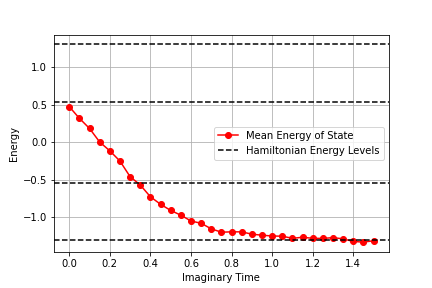 1.0
0.5
0.0
−0.5
−1.0
Energy
Mean Energy of State
Hamiltonian Energy Levels
0.0 0.2 0.4 0.6 0.8 1.0 1.2 1.4
Imaginary Time